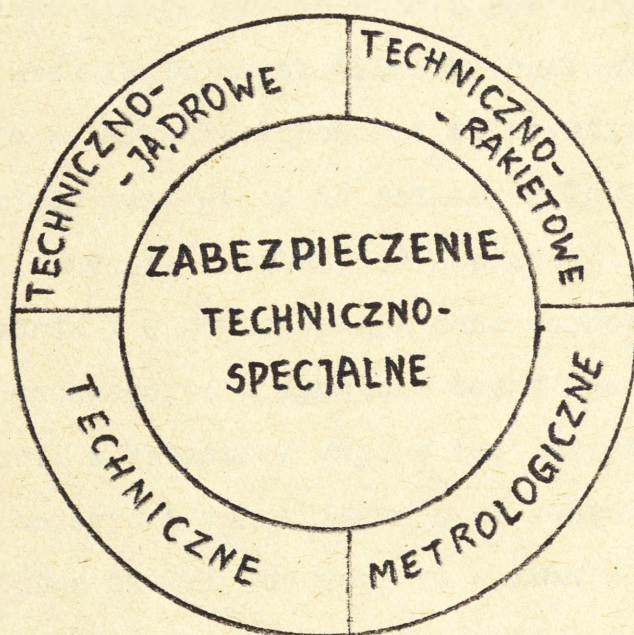 TECHNICZNO-
-JĄDROWE
TECHNICZNO-
-RAKIETOWE
ZABEZPIECZENIE
TECHNICZNO-
SPECJALNE
TECHNICZNE
METROLOGICZNE